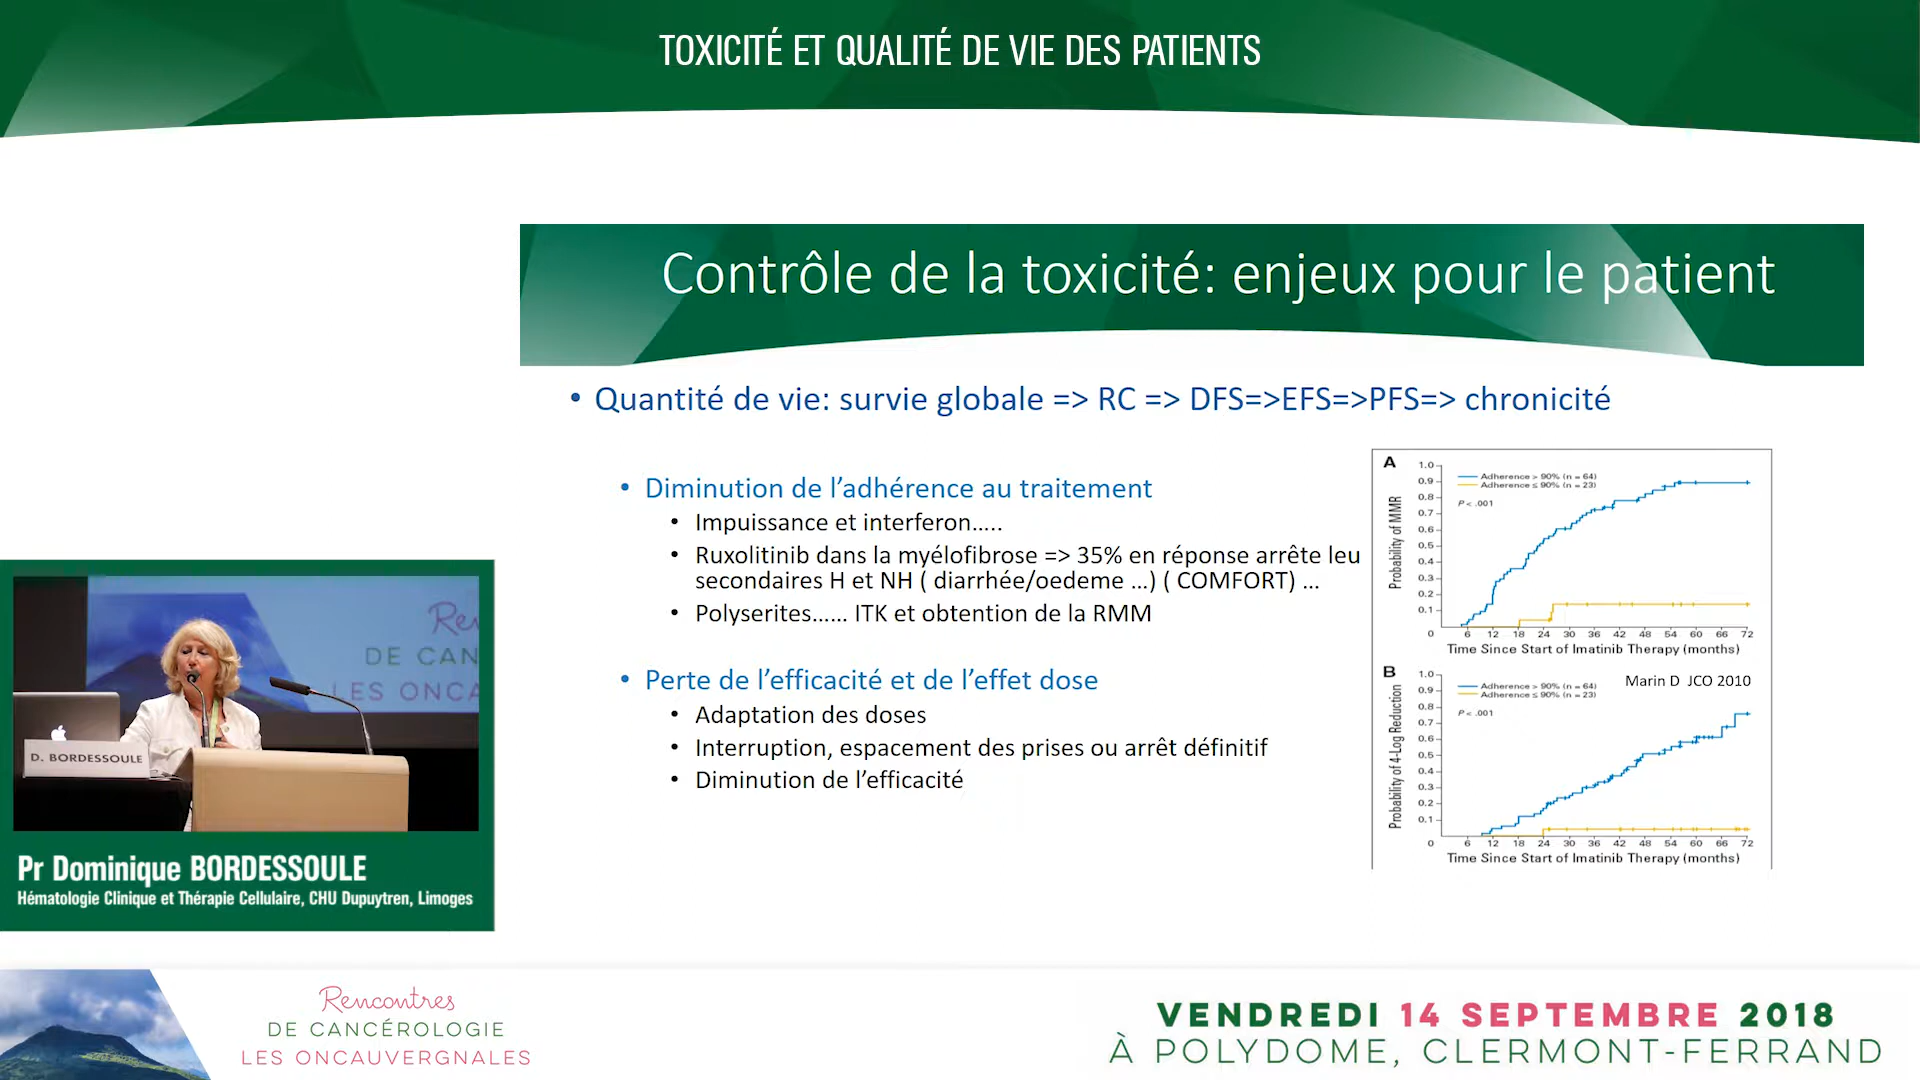 TOXICITÉ ET QUALITÉ DE VIE DES PATIENTS
Contrôle de la toxicité: enjeux pour le patient
• Quantité de vie: survie globale => RC => DFS=>EFS=>PFS=> chronicité
• Diminution de l’adhérence au traitement
• Impuissance et interferon.....
• Ruxolitinib dans la myélofibrose => 35% en réponse arrête leu
secondaires H et NH ( diarrhée/oedeme ...) ( COMFORT) ...
• Polyserites...... ITK et obtention de la RMM
• Perte de l’efficacité et de l’effet dose
• Adaptation des doses
• Interruption, espacement des prises ou arrêt définitif
• Diminution de l’efficacité
A
Probability of MMR
1.0
0.9
0.8
0.7
0.6
0.5
0.4
0.3
0.2
0.1
Adherence > 90% (n = 64)
Adherence ≤ 90% (n = 23)
P < .001
0 6 12 18 24 30 36 42 48 54 60 66 72
Time Since Start of Imatinib Therapy (months)
B
Probability of 4-Log Reduction
1.0
0.9
0.8
0.7
0.6
0.5
0.4
0.3
0.2
0.1
Adherence > 90% (n = 64)
Adherence ≤ 90% (n = 23)
P < .001
Marin D JCO 2010
0 6 12 18 24 30 36 42 48 54 60 66 72
Time Since Start of Imatinib Therapy (months)
Ren
DE CAN
LES ONCA
D. BORDESSOULE
Pr Dominique BORDESSOULE
Hématologie Clinique et Thérapie Cellulaire, CHU Dupuytren, Limoges
Rencontres
DE CANCÉROLOGIE
LES ONCAUVERGNALES
VENDREDI 14 SEPTEMBRE 2018
À POLYDOME, CLERMONT-FERRAND